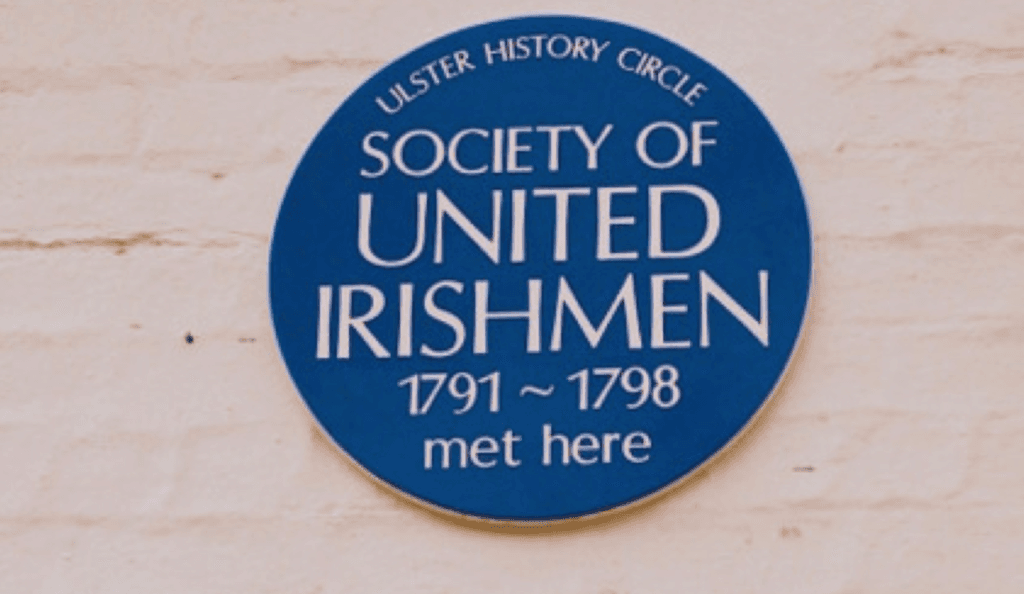 ULSTER HISTORY CIRCLE
SOCIETY OF
UNITED
IRISHMEN
1791 ~ 1798
met here